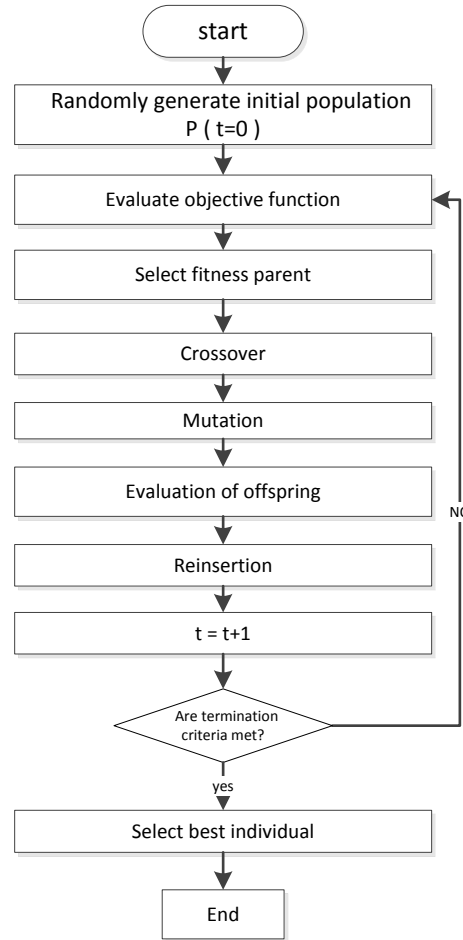 start
Randomly generate initial population
P ( t=0 )
Evaluate objective function
Select fitness parent
Crossover
Mutation
Evaluation of offspring
NO
Reinsertion
t = t+1
Are termination
criteria met?
yes
Select best individual
End